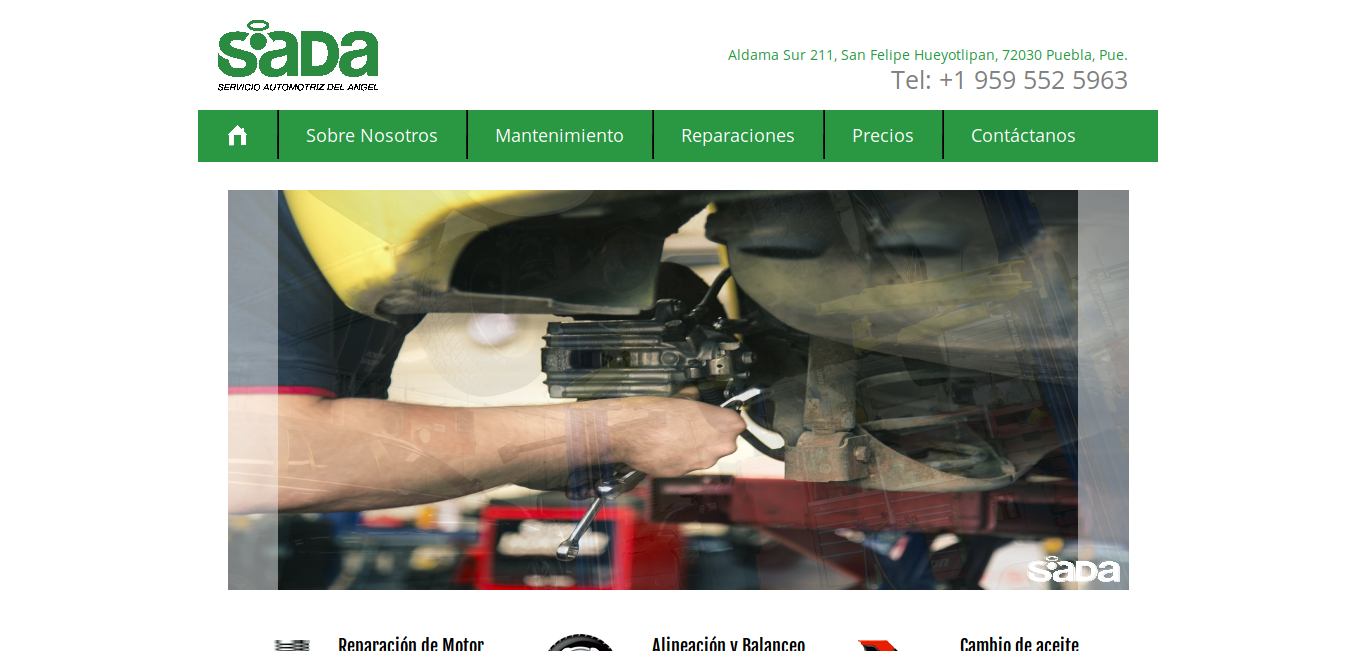 SADA
SERVICIO AUTOMOTRIZ DEL ANGEL
Aldama Sur 211, San Felipe Hueyotlipan, 72030 Puebla, Pue.
Tel: +1 959 552 5963
Sobre Nosotros
Mantenimiento
Reparaciones
Precios
Contáctanos
SADA
Reparación de Motor
Alineación y Balanceo
Cambio de aceite